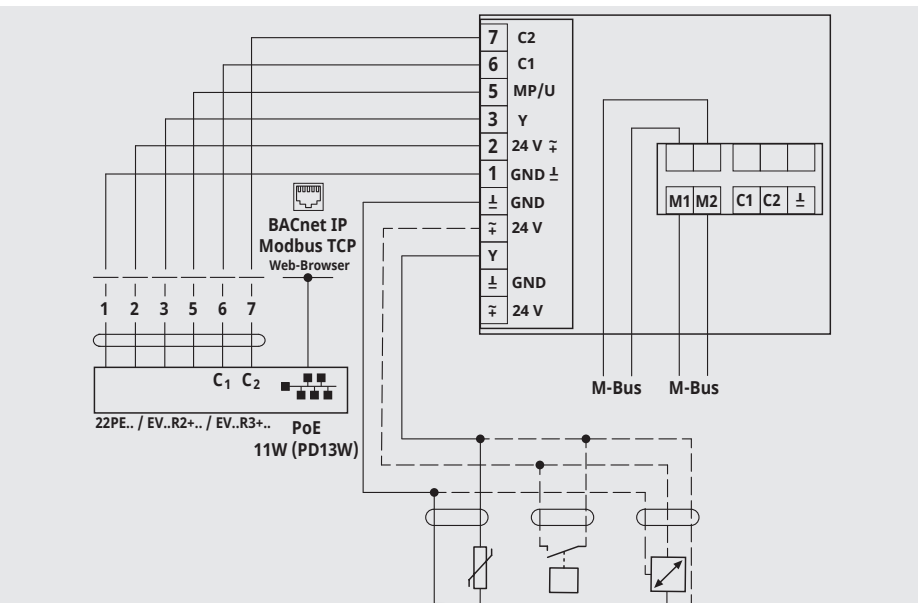 7 C2
6 C1
5 MP/U
3 Y
2 24 V ~̠+
1 GND ⊥
⊥ GND
24 V
Y
⊥ GND
24 V
M1 M2 C1 C2 ⊥
BACnet IP
Modbus TCP
Web-Browser
1 2 3 5 6 7
C1 C2
22PE.. / EV..R2+.. / EV..R3+..
PoE
11W (PD13W)
M-Bus M-Bus